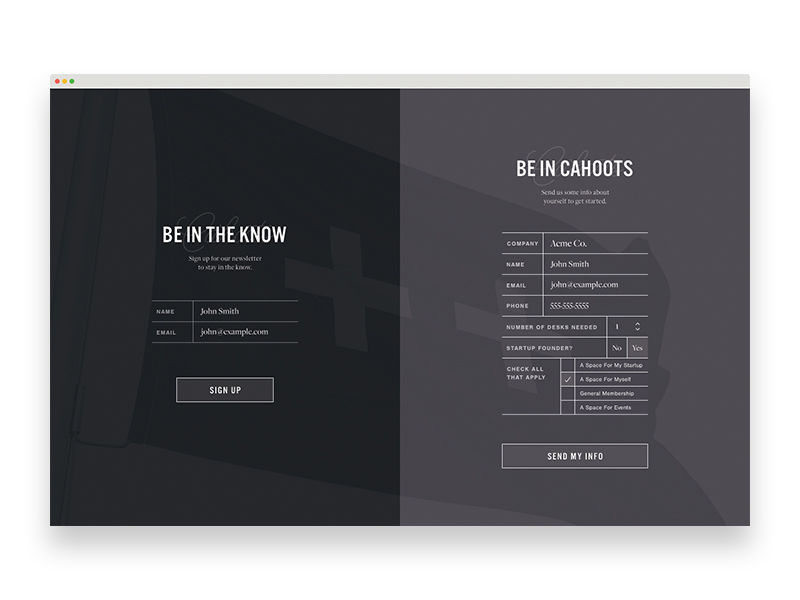 BE IN THE KNOW
Sign up for our newsletter
to stay in the know.
NAME John Smith
EMAIL john@example.com
SIGN UP
BE IN CAHOOTS
Send us some info about
yourself to get started.
COMPANY Acme Co.
NAME John Smith
EMAIL john@example.com
PHONE 555-555-5555
NUMBER OF DESKS NEEDED 1
STARTUP FOUNDER? No Yes
CHECK ALL
THAT APPLY
A Space For My Startup
A Space For Myself
General Membership
A Space For Events
SEND MY INFO